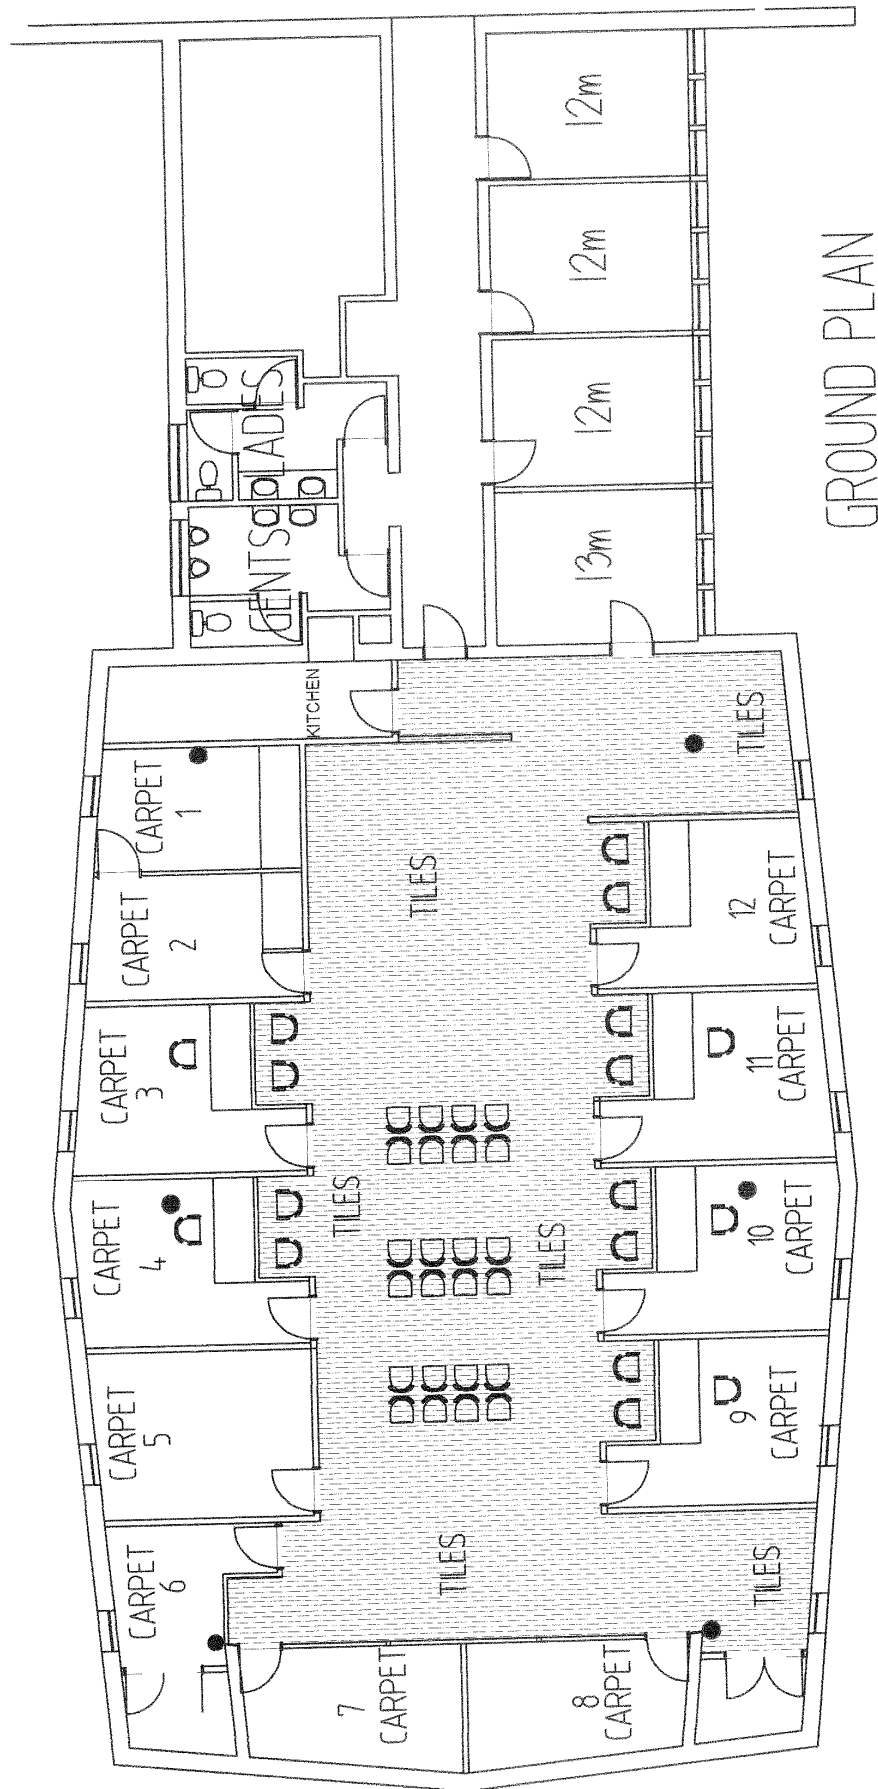 GROUND PLAN
12m
12m
12m
13m
LADIES
GENTS
KITCHEN
TILES
CARPET
1
CARPET
2
CARPET
3
CARPET
4
CARPET
5
CARPET
6
7
CARPET
8
CARPET
TILES
TILES
TILES
TILES
TILES
12
CARPET
11
CARPET
10
CARPET
9
CARPET